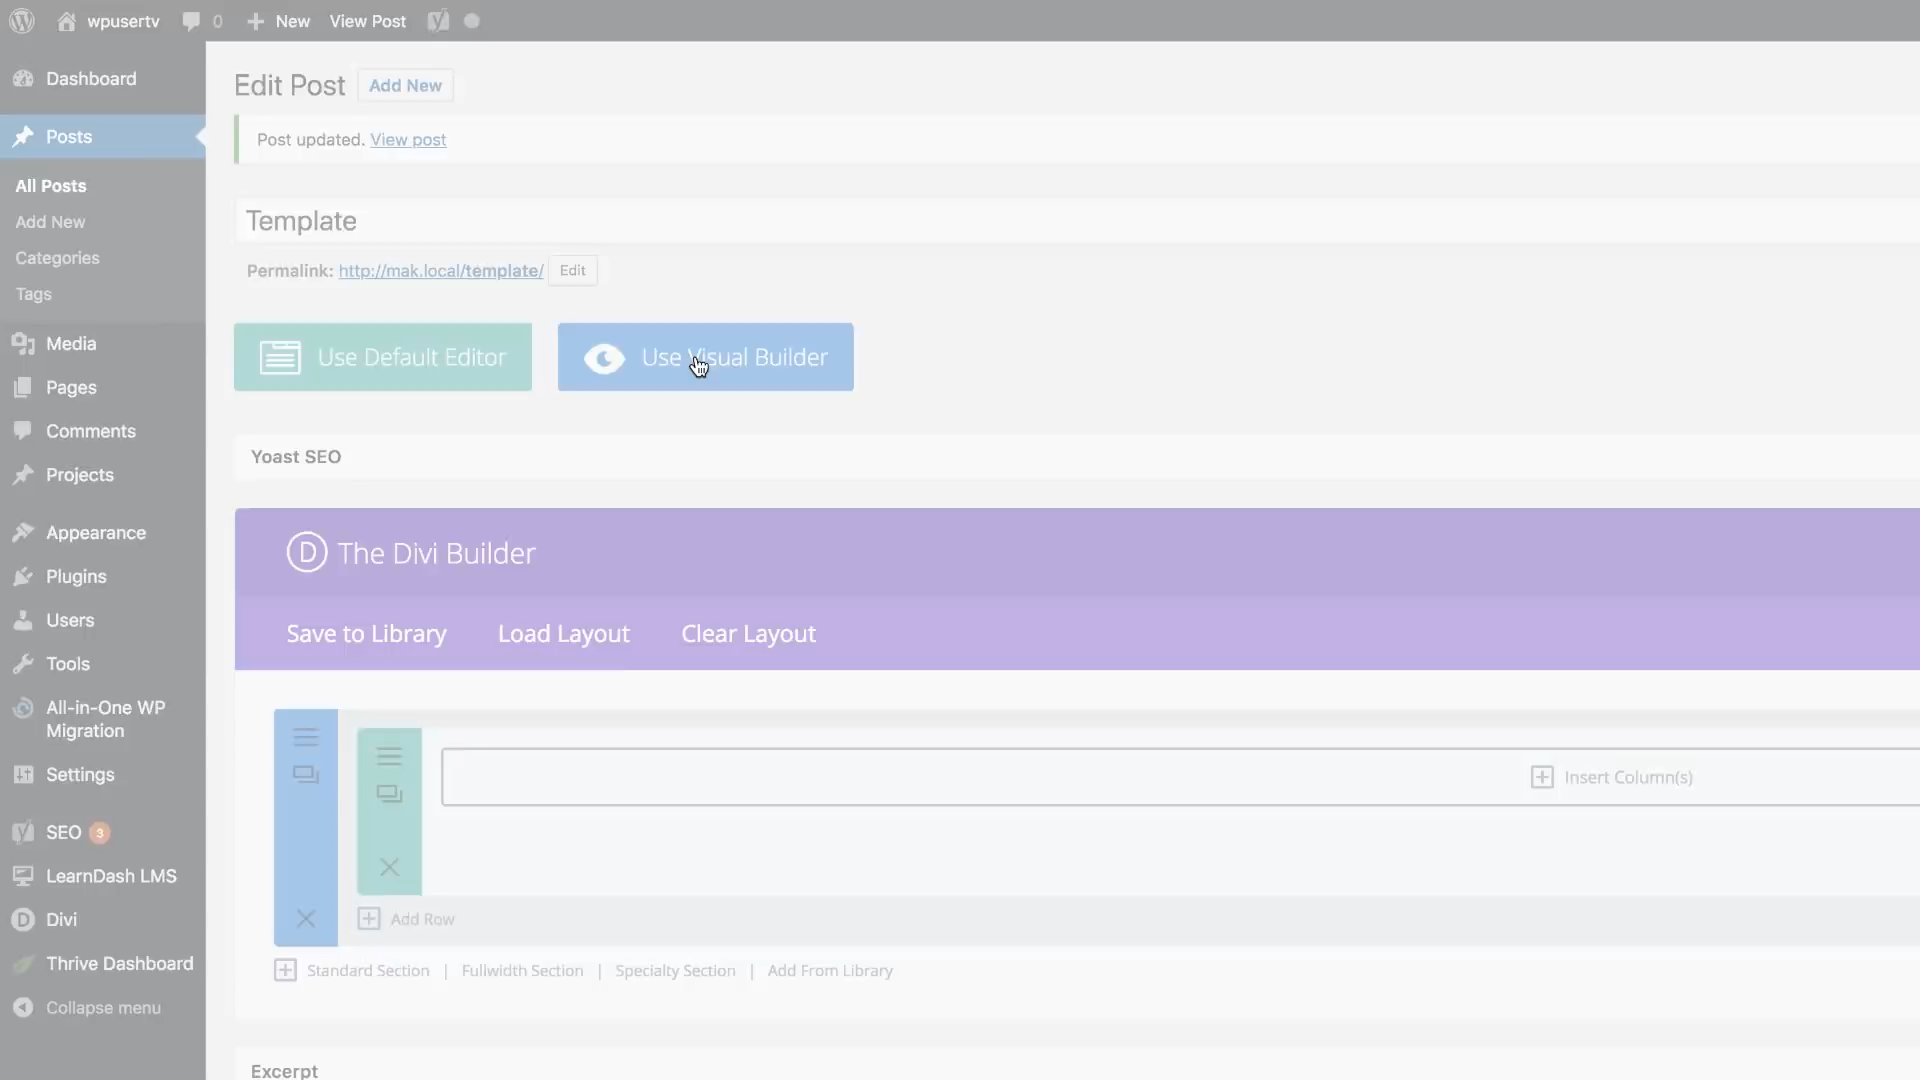 wpusertv 0 New View Post
Dashboard
Posts
All Posts
Add New
Categories
Tags
Media
Pages
Comments
Projects
Appearance
Plugins
Users
Tools
All-in-One WP
Migration
Settings
SEO 3
LearnDash LMS
Divi
Thrive Dashboard
Collapse menu
Edit Post Add New
Post updated. View post
Template
Permalink: http://mak.local/template/ Edit
Use Default Editor Use Visual Builder
Yoast SEO
D The Divi Builder
Save to Library Load Layout Clear Layout
Insert Column(s)
Add Row
Standard Section | Fullwidth Section | Specialty Section | Add From Library
Excerpt